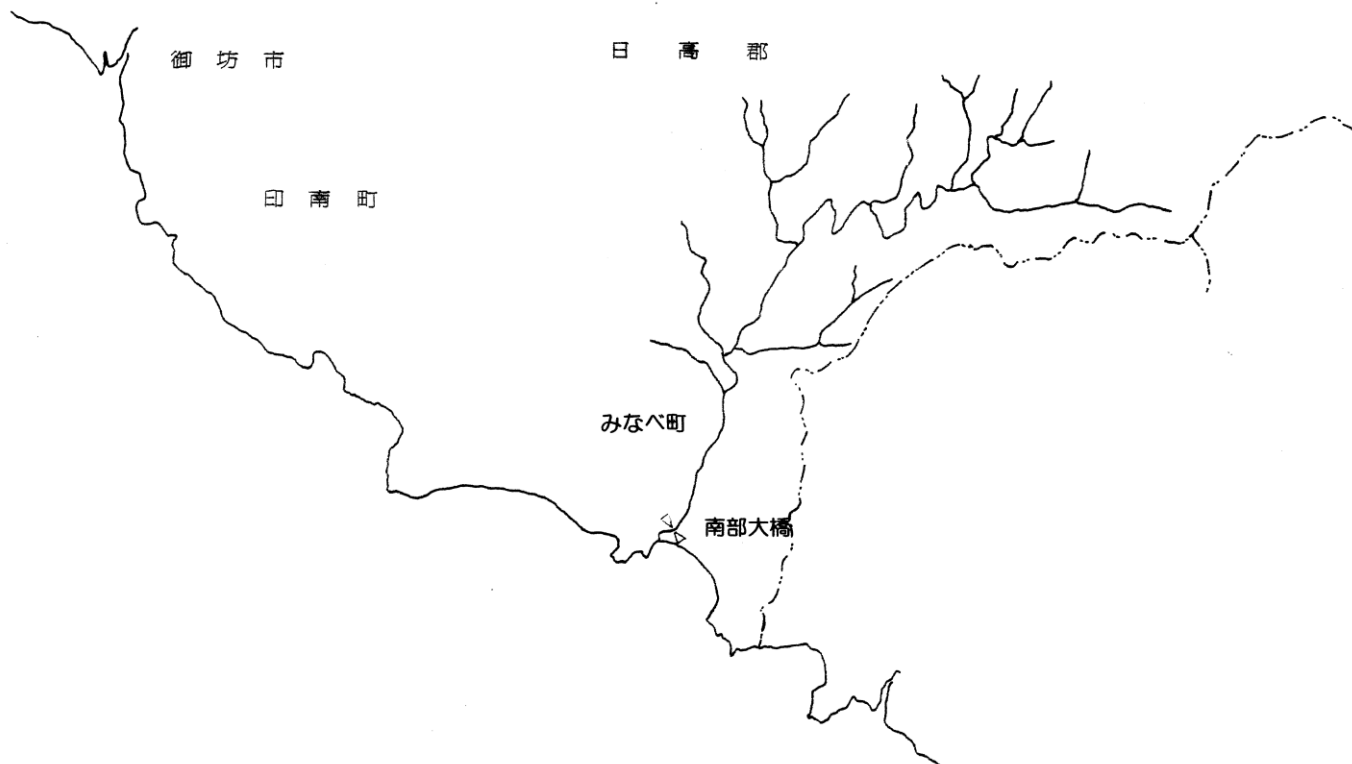 御坊市
日高郡
印南町
みなべ町
南部大橋